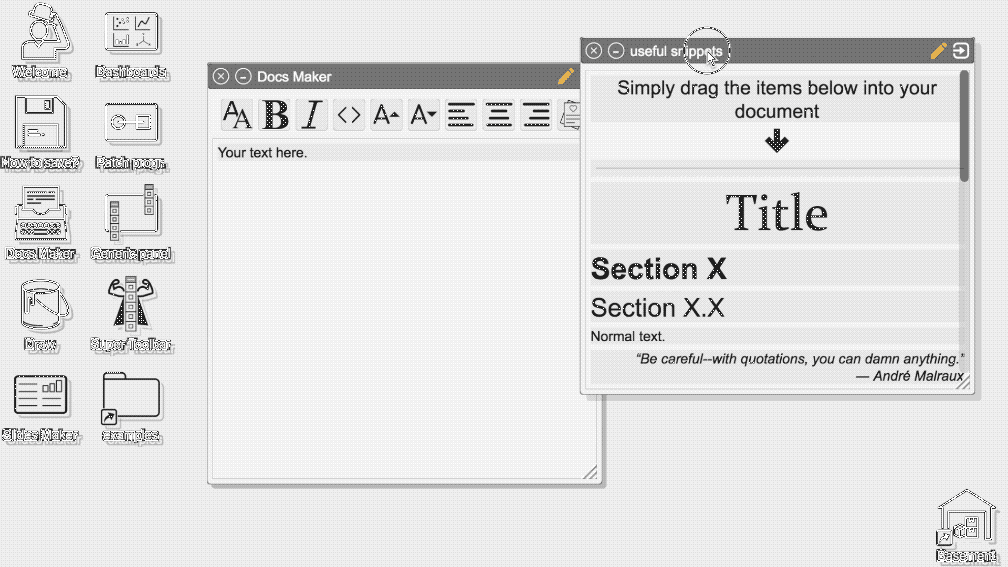 Welcome
Dashboards
How to save?
Patch progr.
Docs Maker
Generic panel
Draw
Super Toolbar
Slides Maker
examples
Docs Maker
Your text here.
useful snippets
Simply drag the items below into your
document
Title
Section X
Section X.X
Normal text.
“Be careful--with quotations, you can damn anything.”
— André Malraux
Basement